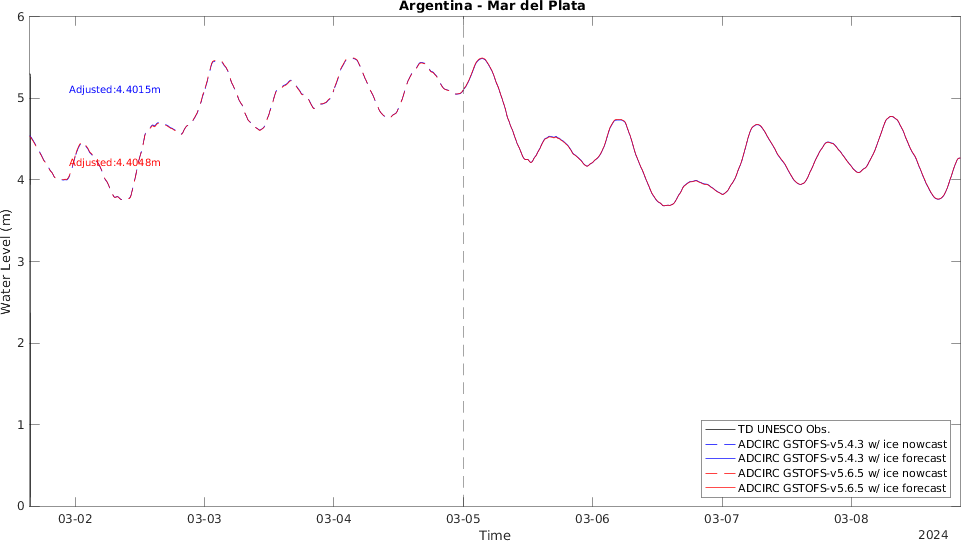 Argentina - Mar del Plata
6
5
4
3
2
1
0
Water Level (m)
Adjusted:4.4015m
Adjusted:4.4048m
TD UNESCO Obs.
ADCIRC GSTOFS-v5.4.3 w/ ice nowcast
ADCIRC GSTOFS-v5.4.3 w/ ice forecast
ADCIRC GSTOFS-v5.6.5 w/ ice nowcast
ADCIRC GSTOFS-v5.6.5 w/ ice forecast
03-02 03-03 03-04 03-05 03-06 03-07 03-08
Time
2024